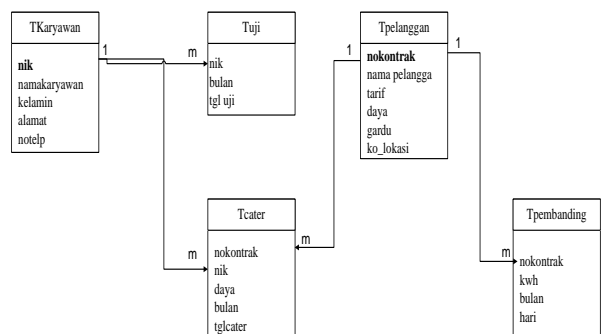 TKaryawan
nik
namakaryawan
kelamin
alamat
notelp
1
m
Tuji
nik
bulan
tgl uji
Tpelanggan
nokontrak
nama pelangga
tarif
daya
gardu
ko_lokasi
1
1
m
Tcater
nokontrak
nik
daya
bulan
tglcater
m
m
Tpembanding
nokontrak
kwh
bulan
hari